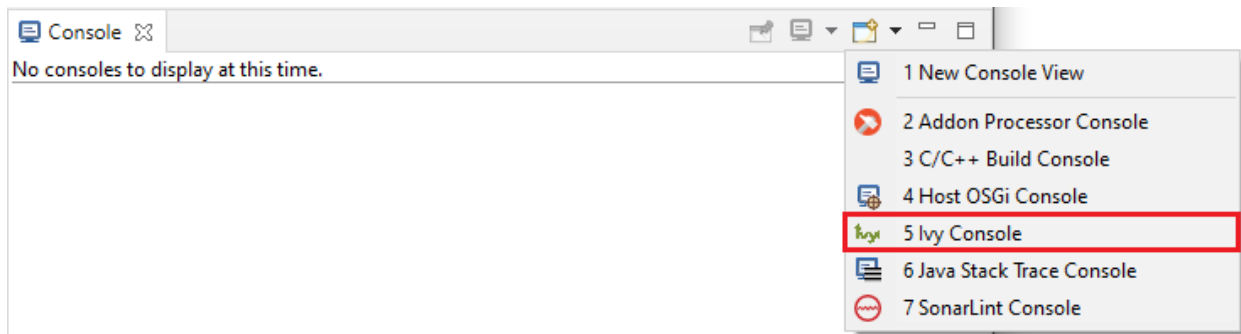 Console
No consoles to display at this time.
1 New Console View
2 Addon Processor Console
3 C/C++ Build Console
4 Host OSGi Console
5 Ivy Console
6 Java Stack Trace Console
7 SonarLint Console